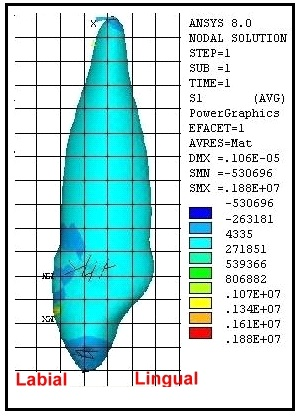 X
ANSYS 8.0
NODAL SOLUTION
STEP=1
SUB =1
TIME=1
S1 (AVG)
PowerGraphics
EFACET=1
AVRES=Mat
DMX =.106E-05
SMN =-530696
SMX =.188E+07
-530696
-263181
4335
271851
539366
806882
.107E+07
.134E+07
.161E+07
.188E+07
Labial Lingual